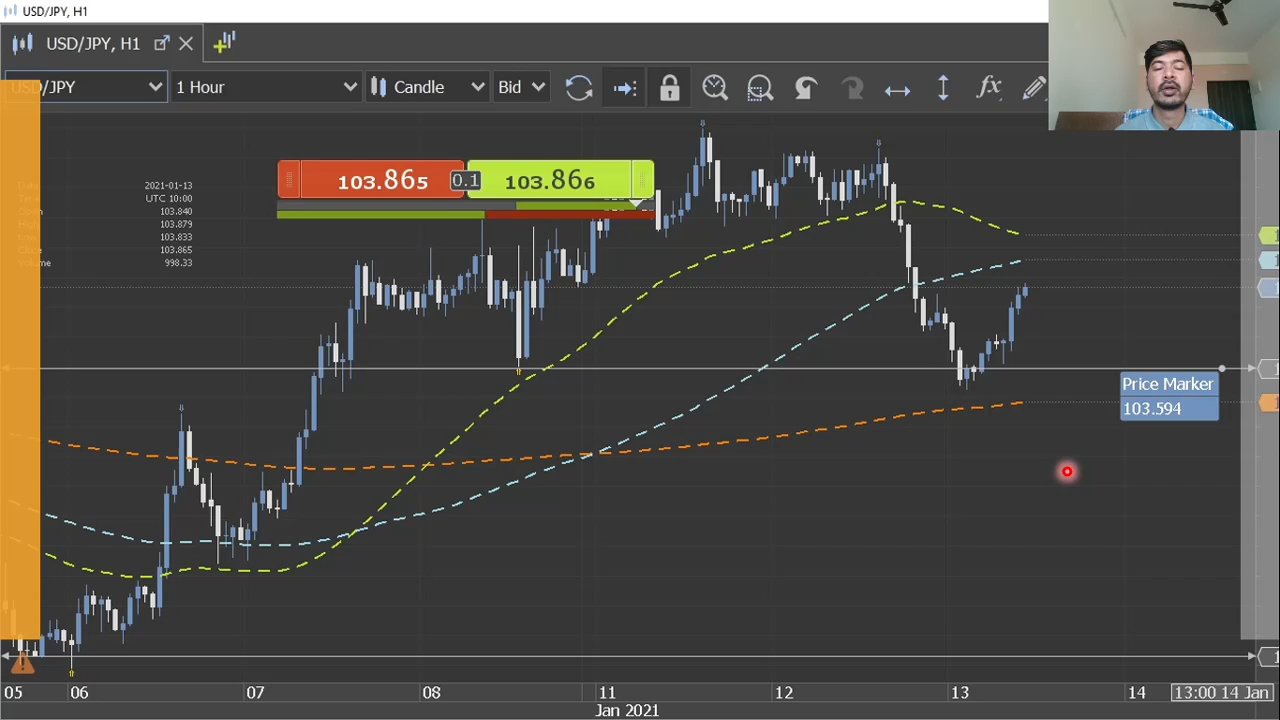 USD/JPY, H1
USD/JPY, H1
USD/JPY
1 Hour
Candle
Bid
fx
103.865
0.1
103.866
2021-01-13
UTC 10:00
103.840
103.879
103.833
103.865
Volume 998.33
Price Marker
103.594
05 06 07 08 11 12 13 14 13:00 14 Jan
Jan 2021